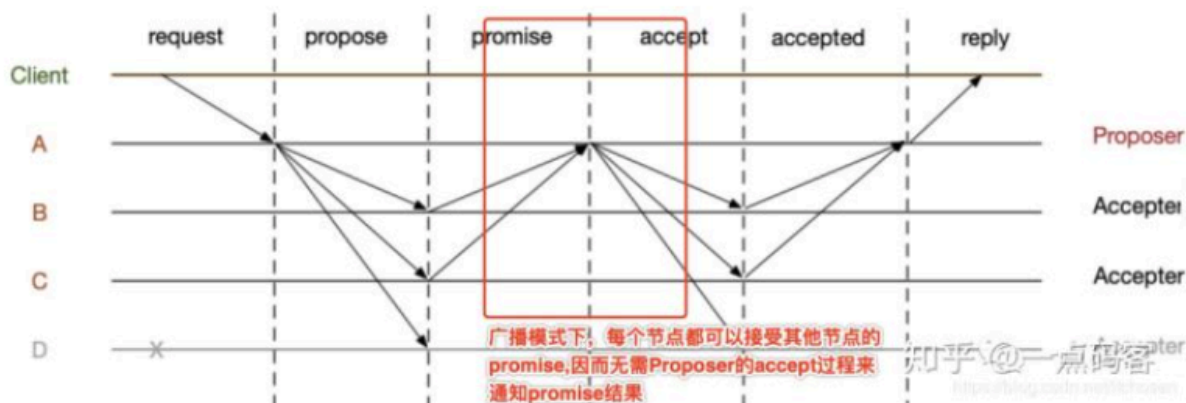 request propose promise accept accepted reply
Client
A Proposer
B Accepter
C Accepter
D Accepter
广播模式下，每个节点都可以接受其他节点的
promise,因而无需Proposer的accept过程来
通知promise结果
知乎 @一点码客